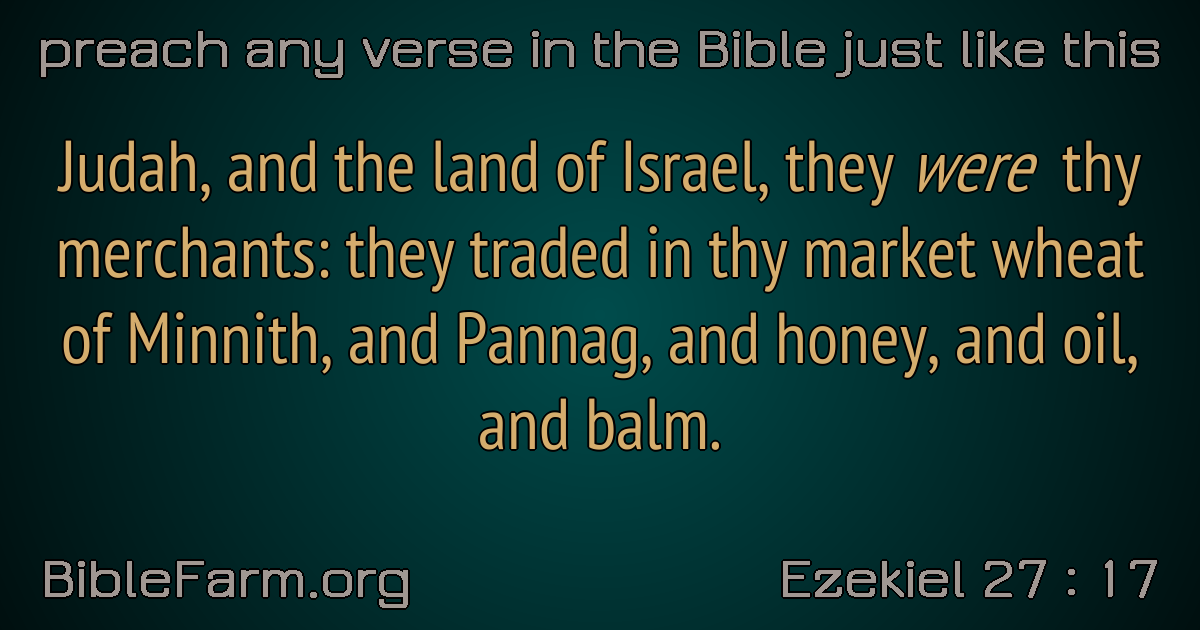 preach any verse in the Bible just like this
Judah, and the land of Israel, they were thy
merchants: they traded in thy market wheat
of Minnith, and Pannag, and honey, and oil,
and balm.
BibleFarm.org
Ezekiel 27 : 17